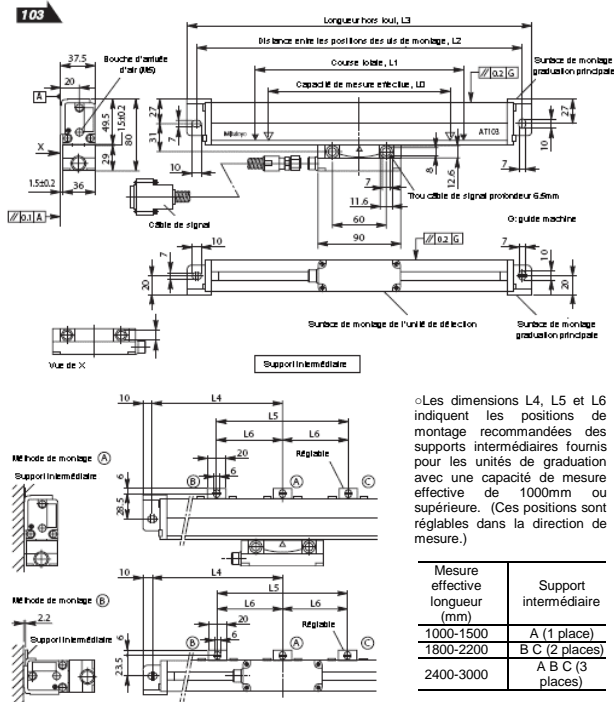 103
Longueur hors tout, L3
37.5
Distance entre les positions des vis de montage, L2
Surface de montage
graduation principale
20
Bouche d'arrivée
d'air (M5)
Course totale, L1
// 0.2 G
Capacité de mesure effective, L0
A
27
49.5
15±0.2
80
27
7
31
Mitutoyo
AT103
10
X
29
10
8
12.6
7
7
1.5±0.2
36
Trou câble de signal profondeur 6.5mm
11.6
// 0.1 A
Câble de signal
60
G: guide machine
90
// 0.2 G
10
7
7
10
20
20
Surface de montage de l'unité de détection
Surface de montage
graduation principale
Vue de X
Support intermédiaire
10
L4
L5
L6
L6
Méthode de montage A
20
Réglable
Support intermédiaire
6
6
B
A
C
28.5
10
L4
L5
Méthode de montage B
L6
L6
2.2
20
Réglable
Support intermédiaire
6
6
B
A
C
23.5
○Les dimensions L4, L5 et L6
indiquent les positions de
montage recommandées des
supports intermédiaires fournis
pour les unités de graduation
avec une capacité de mesure
effective de 1000mm ou
supérieure. (Ces positions sont
réglables dans la direction de
mesure.)
Mesure
effective
longueur
(mm)
Support
intermédiaire
1000-1500 A (1 place)
1800-2200 B C (2 places)
2400-3000 A B C (3
places)